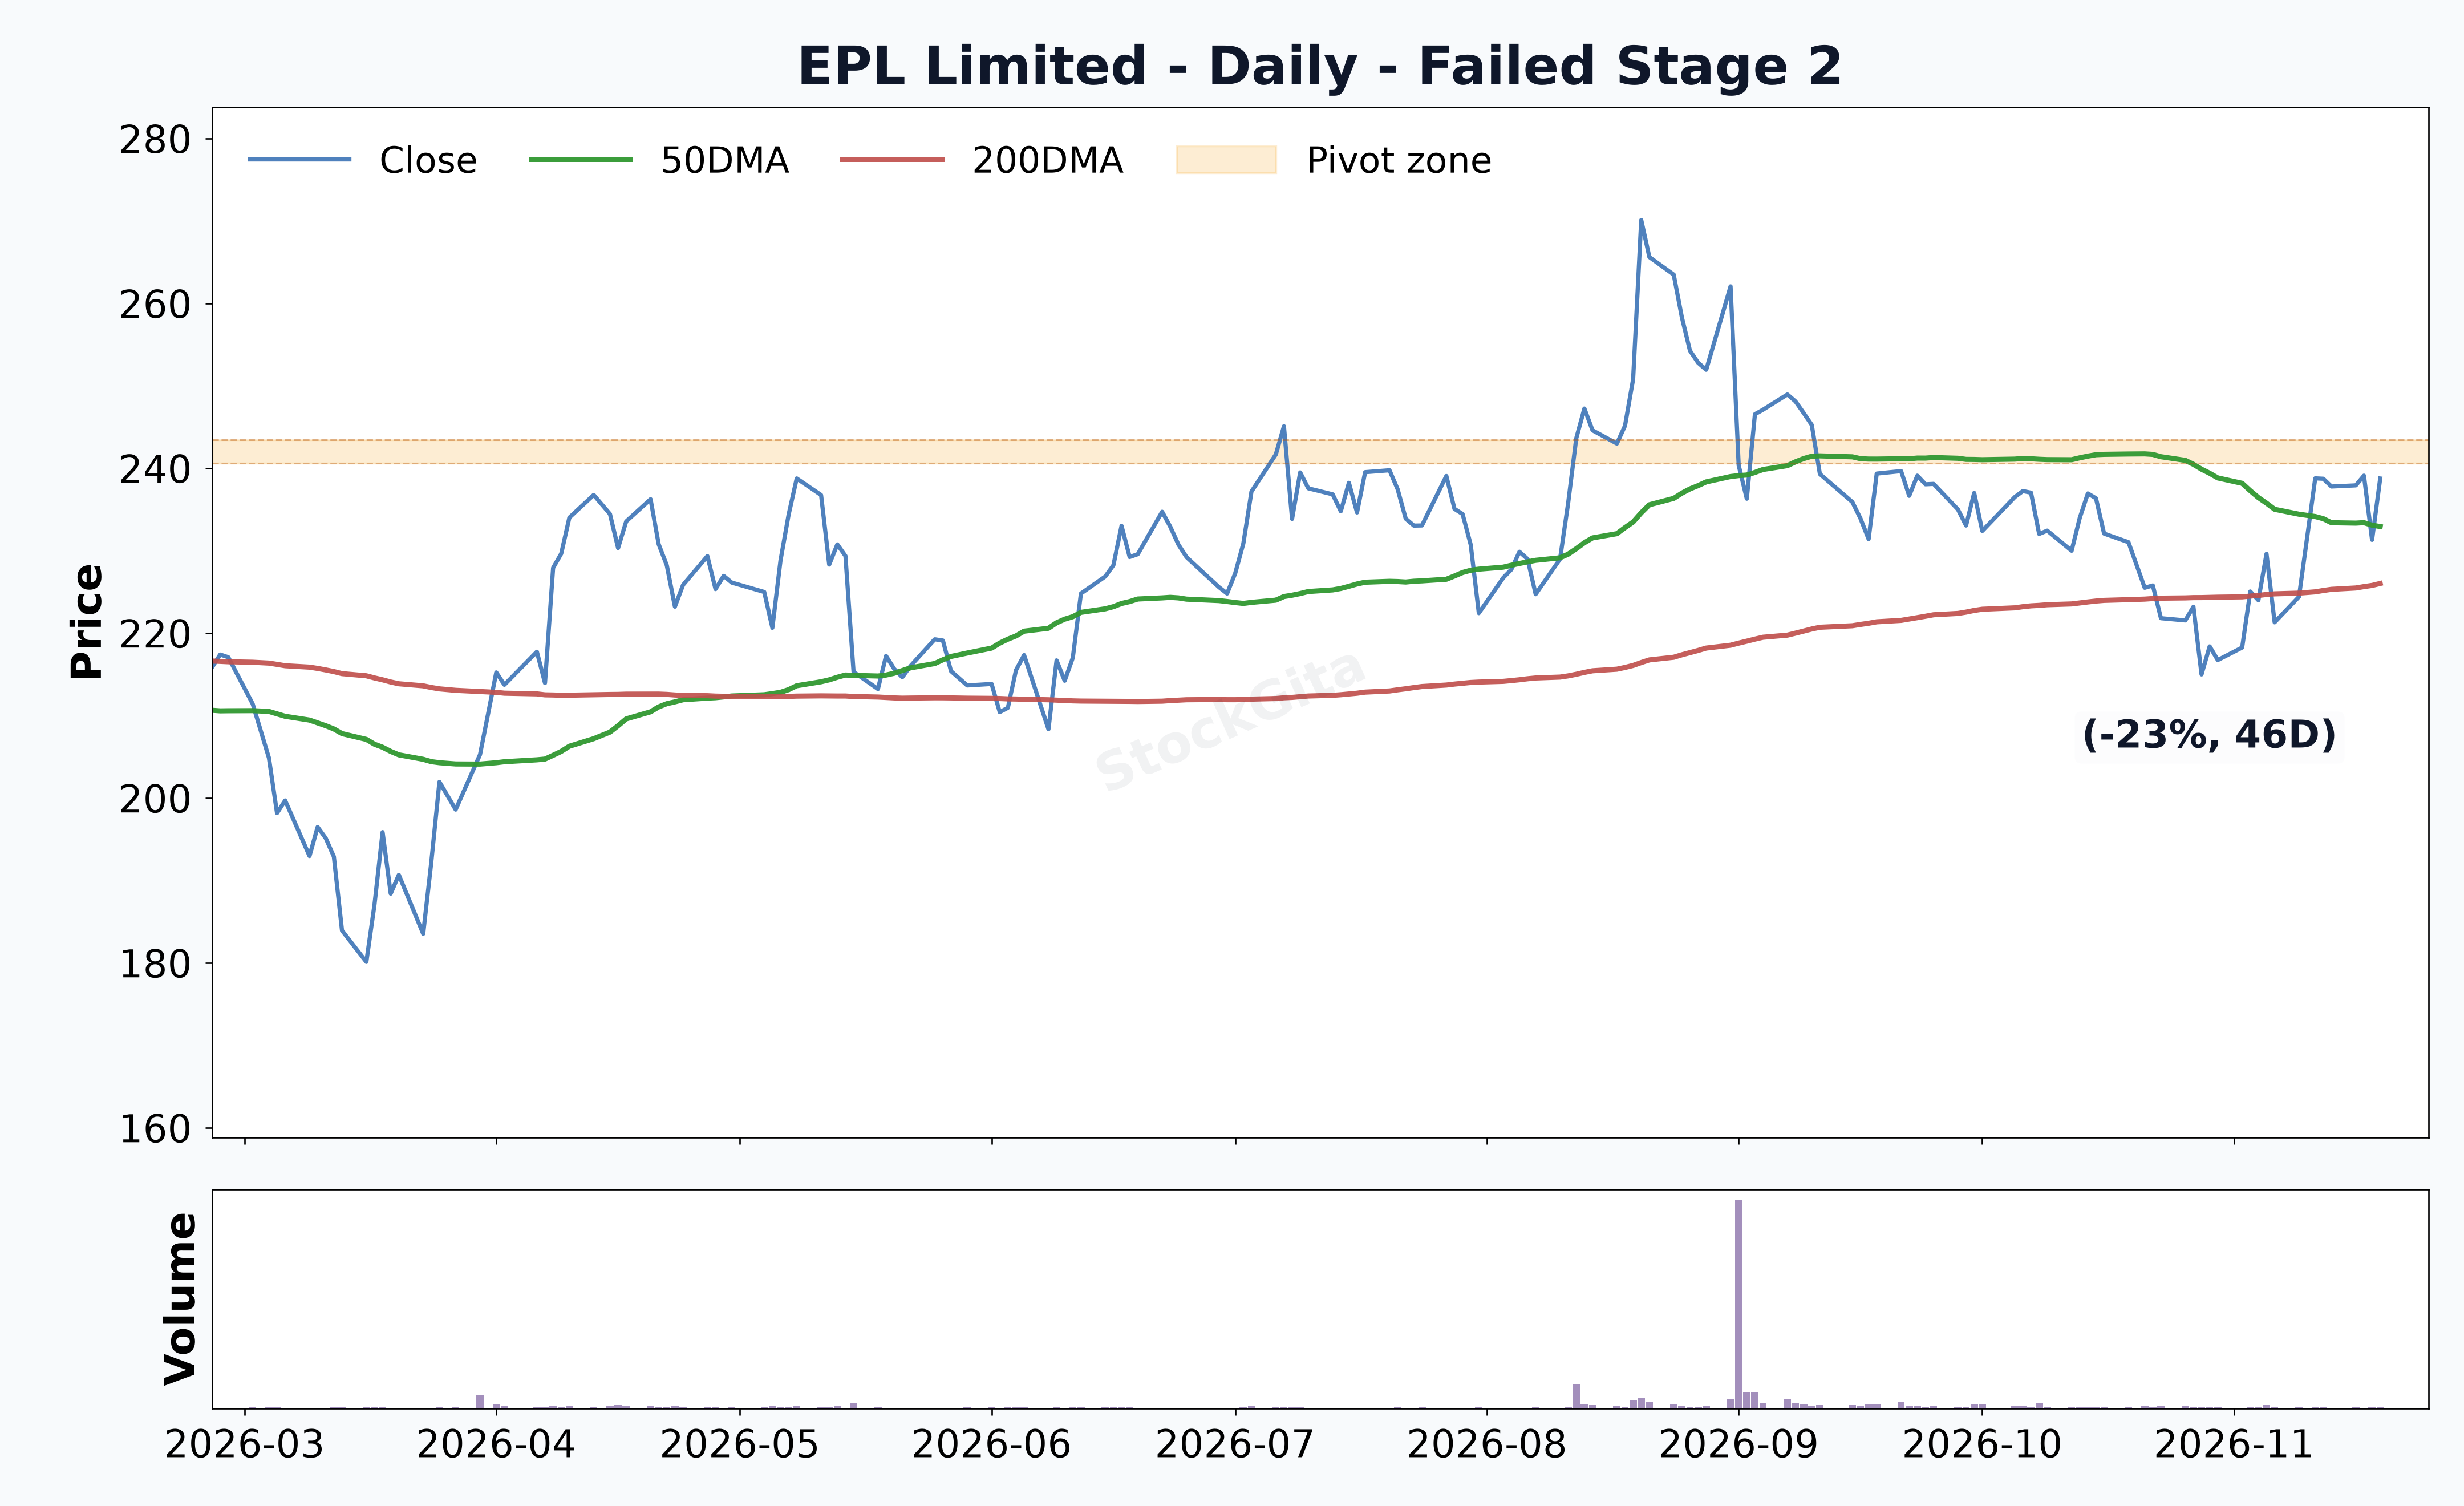 EPL Limited - Daily - Failed Stage 2
Close 50DMA 200DMA Pivot zone
280
260
240
220
200
180
160
Price
StockGita
(-23%, 46D)
Volume
2026-03 2026-04 2026-05 2026-06 2026-07 2026-08 2026-09 2026-10 2026-11